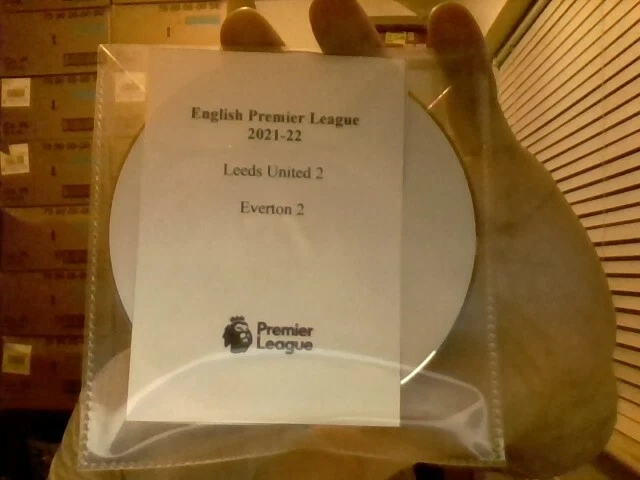 English Premier League
2021-22
Leeds United 2
Everton 2
Premier
League